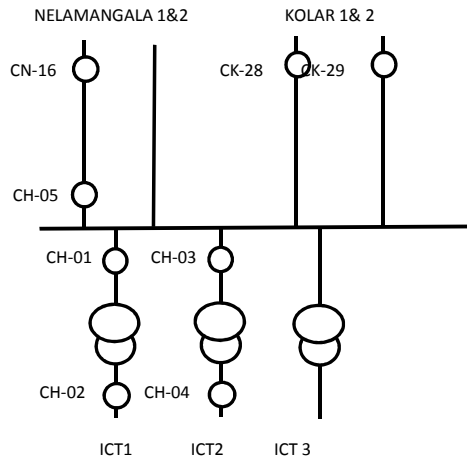 NELAMANGALA 1&2
KOLAR 1& 2
CN-16
CK-28
CK-29
CH-05
CH-01
CH-03
CH-02
CH-04
ICT1
ICT2
ICT 3